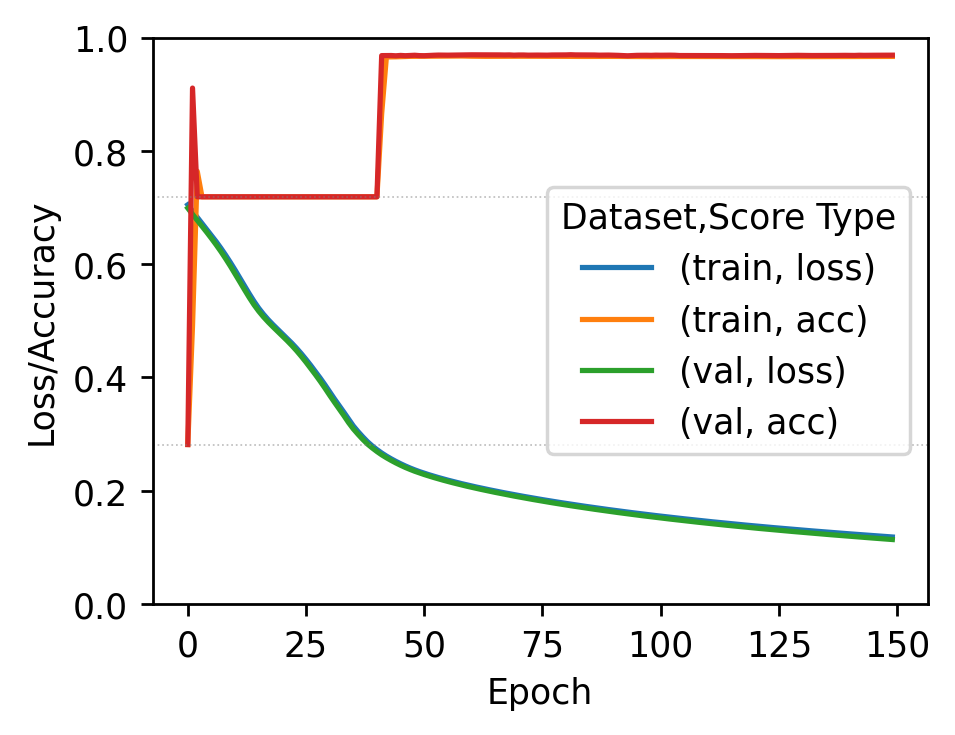 1.0
0.8
0.6
0.4
0.2
0.0
Loss/Accuracy
0 25 50 75 100 125 150
Epoch
Dataset,Score Type
(train, loss)
(train, acc)
(val, loss)
(val, acc)